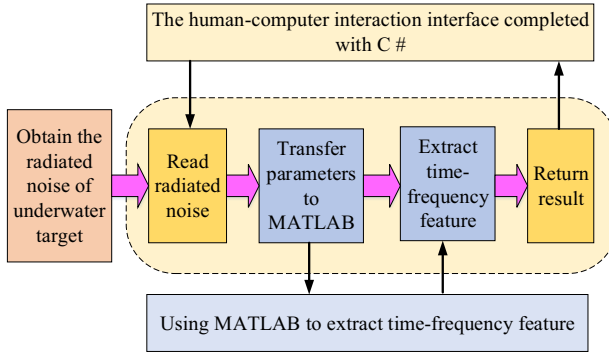 The human-computer interaction interface completed
with C #
Obtain the
radiated
noise of
underwater
target
Read
radiated
noise
Transfer
parameters
to
MATLAB
Extract
time-
frequency
feature
Return
result
Using MATLAB to extract time-frequency feature